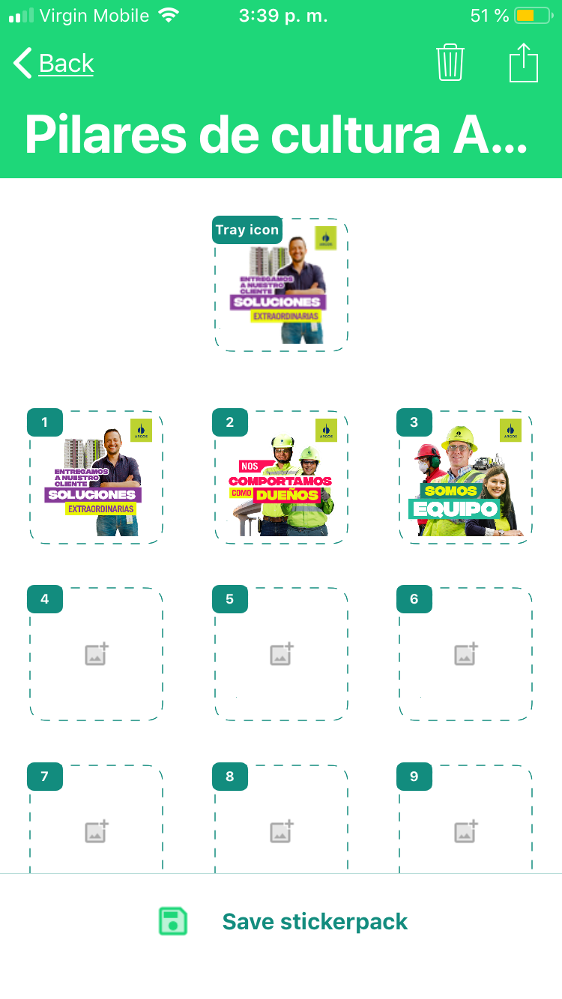 Virgin Mobile 3:39 p. m. 51 %
Back
Pilares de cultura A...
Tray icon
ARGOS
ENTREGAMOS
A NUESTRO
CLIENTE
SOLUCIONES
EXTRAORDINARIAS
1
ARGOS
ENTREGAMOS
A NUESTRO
CLIENTE
SOLUCIONES
EXTRAORDINARIAS
2
ARGOS
NOS
COMPORTAMOS
COMO DUEÑOS
3
ARGOS
SOMOS
EQUIPO
4
5
6
7
8
9
Save stickerpack